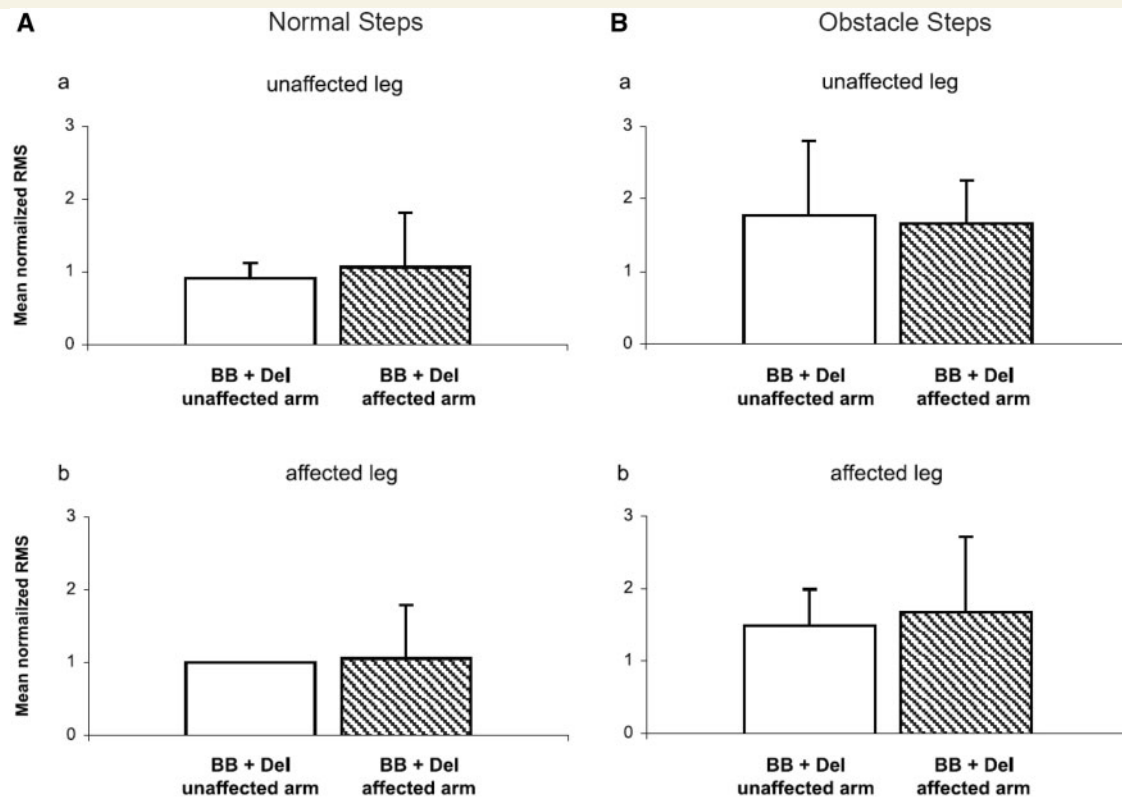 A
Normal Steps
a
unaffected leg
Mean normailzed RMS
3
2
1
0
BB + Del
unaffected arm
BB + Del
affected arm
b
affected leg
Mean normailzed RMS
3
2
1
0
BB + Del
unaffected arm
BB + Del
affected arm
B
Obstacle Steps
a
unaffected leg
3
2
1
0
BB + Del
unaffected arm
BB + Del
affected arm
b
affected leg
3
2
1
0
BB + Del
unaffected arm
BB + Del
affected arm